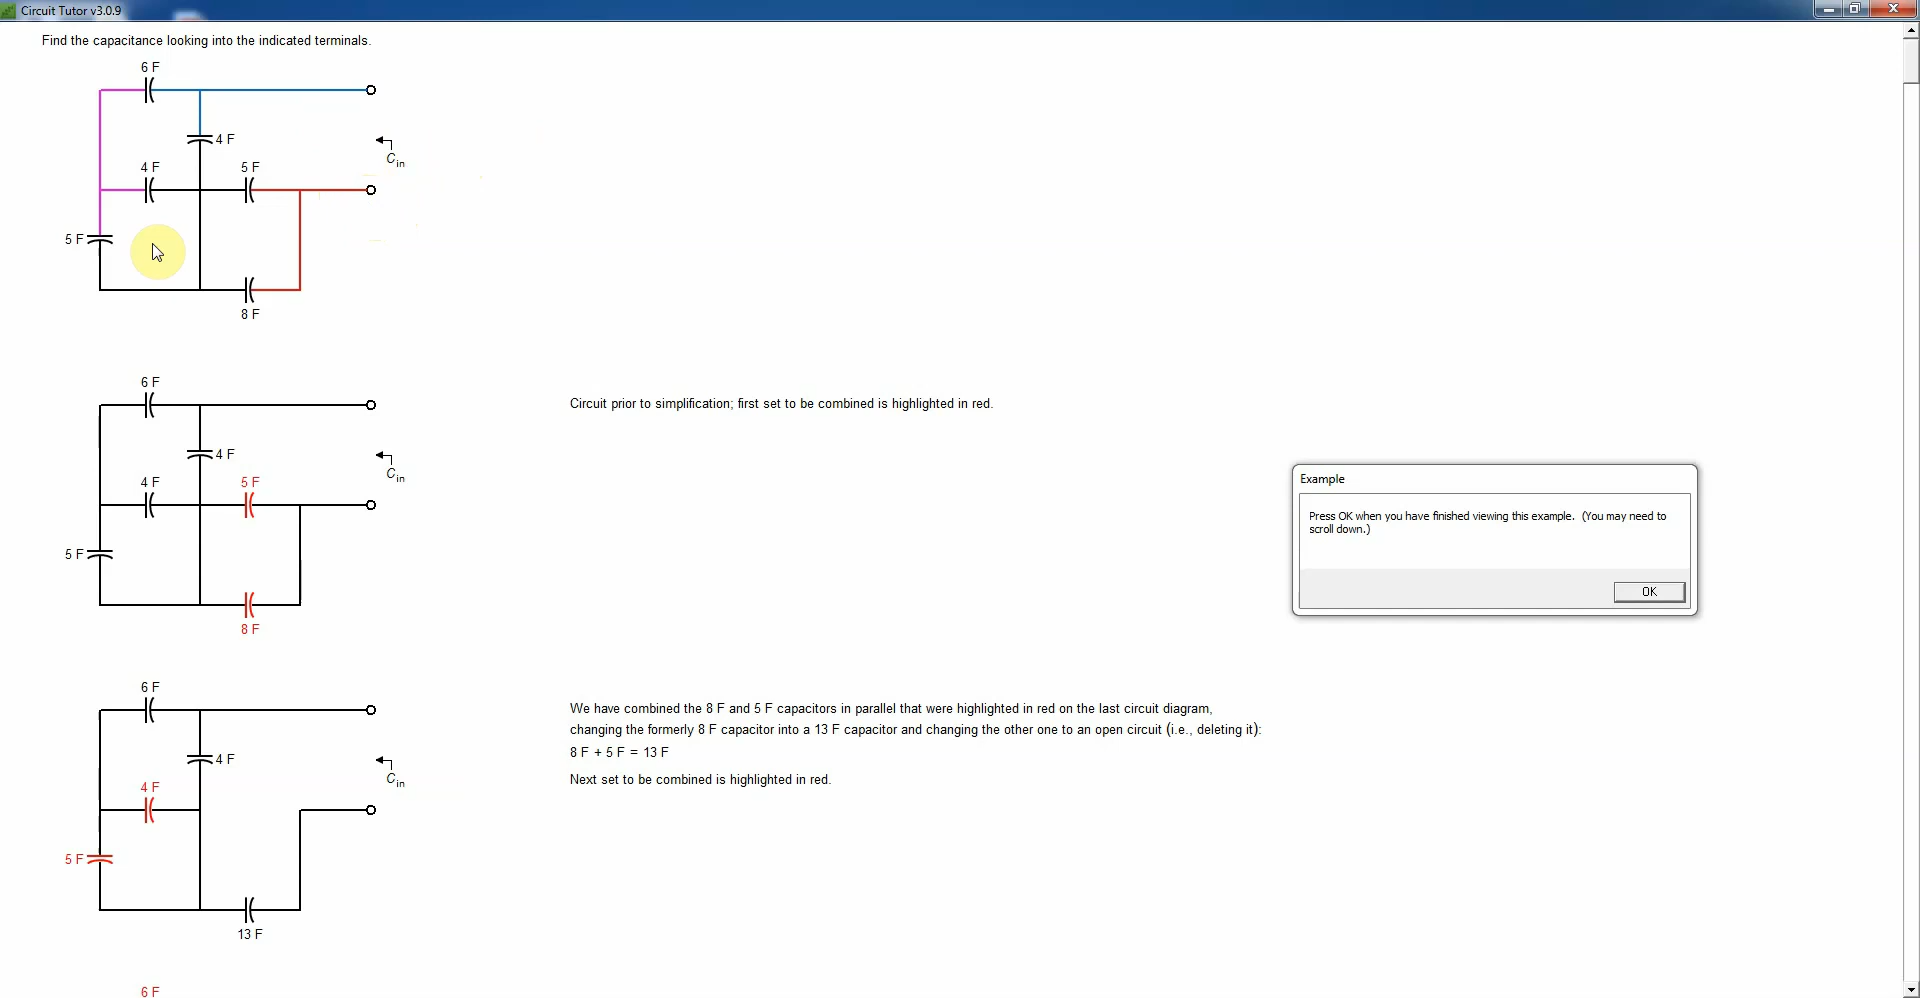 Circuit Tutor v3.0.9
Find the capacitance looking into the indicated terminals.
6 F
4 F
C in
4 F
5 F
5 F
8 F
6 F
Circuit prior to simplification; first set to be combined is highlighted in red.
4 F
C in
4 F
5 F
5 F
8 F
Example
Press OK when you have finished viewing this example. (You may need to
scroll down.)
OK
6 F
We have combined the 8 F and 5 F capacitors in parallel that were highlighted in red on the last circuit diagram,
changing the formerly 8 F capacitor into a 13 F capacitor and changing the other one to an open circuit (i.e., deleting it):
8 F + 5 F = 13 F
Next set to be combined is highlighted in red.
4 F
C in
4 F
5 F
13 F
6 F